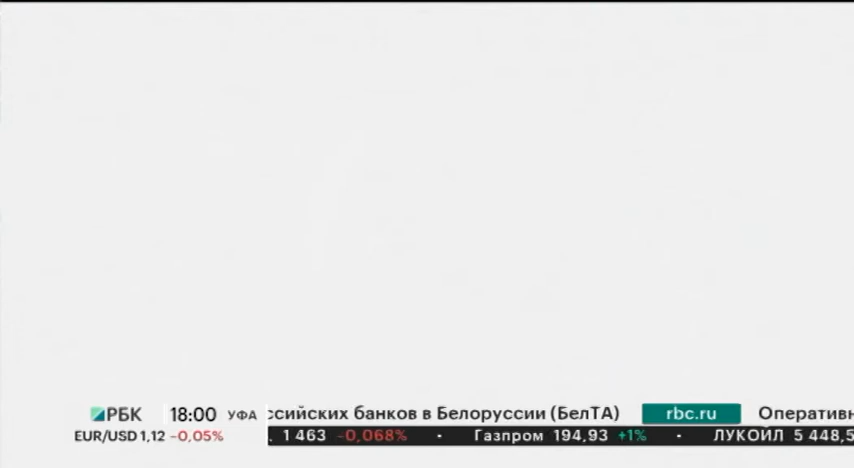 РБК 18:00 УФА ссийских банков в Белоруссии (БелТА) rbc.ru Оперативн
EUR/USD 1,12 -0,05% . 1 463 -0,068% · Газпром 194,93 +1% · ЛУКОЙЛ 5 448,5